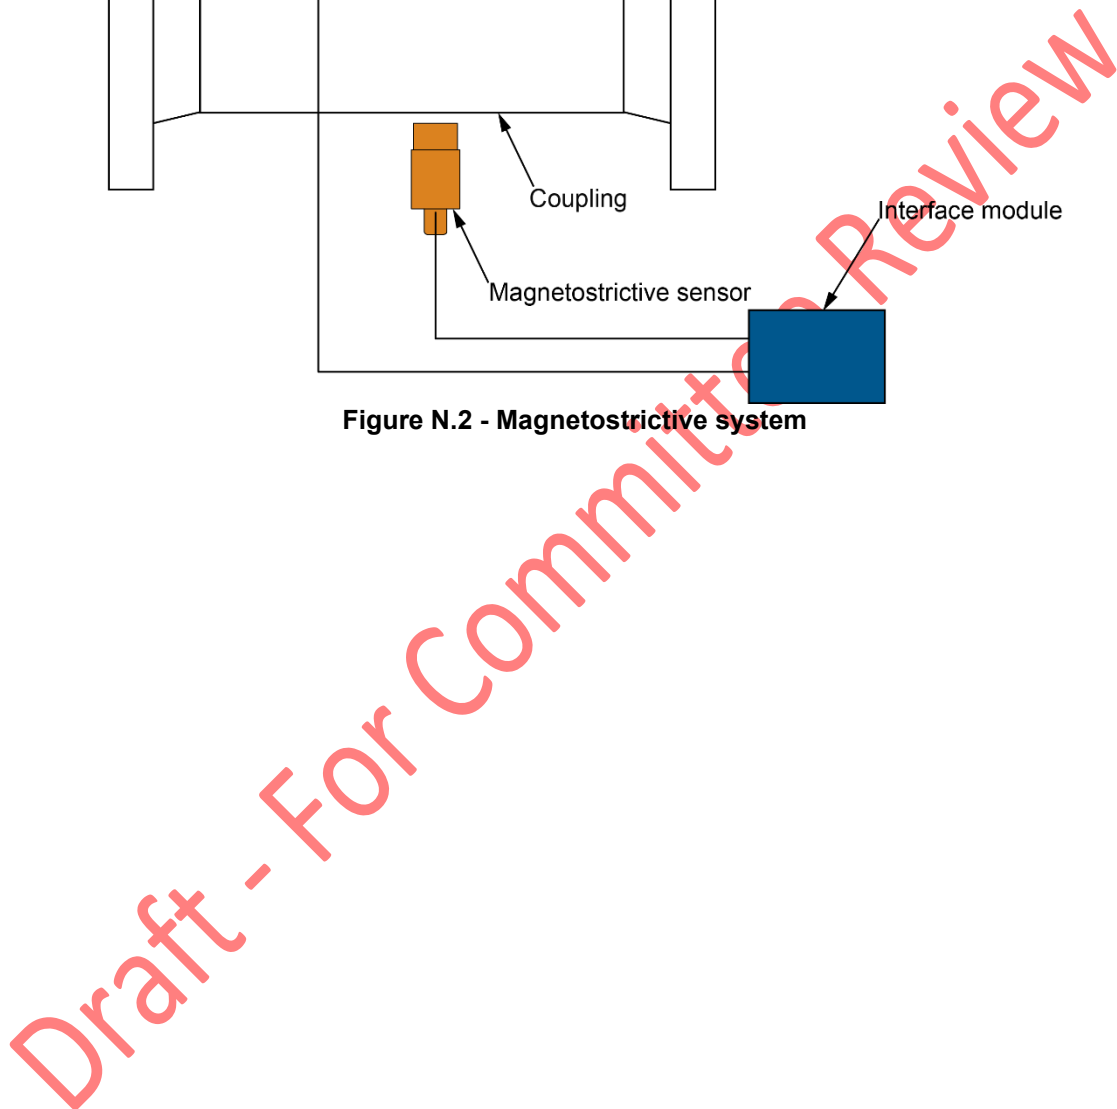 Coupling
Interface module
Magnetostrictive sensor
Figure N.2 - Magnetostrictive system
Draft - For Committee Review